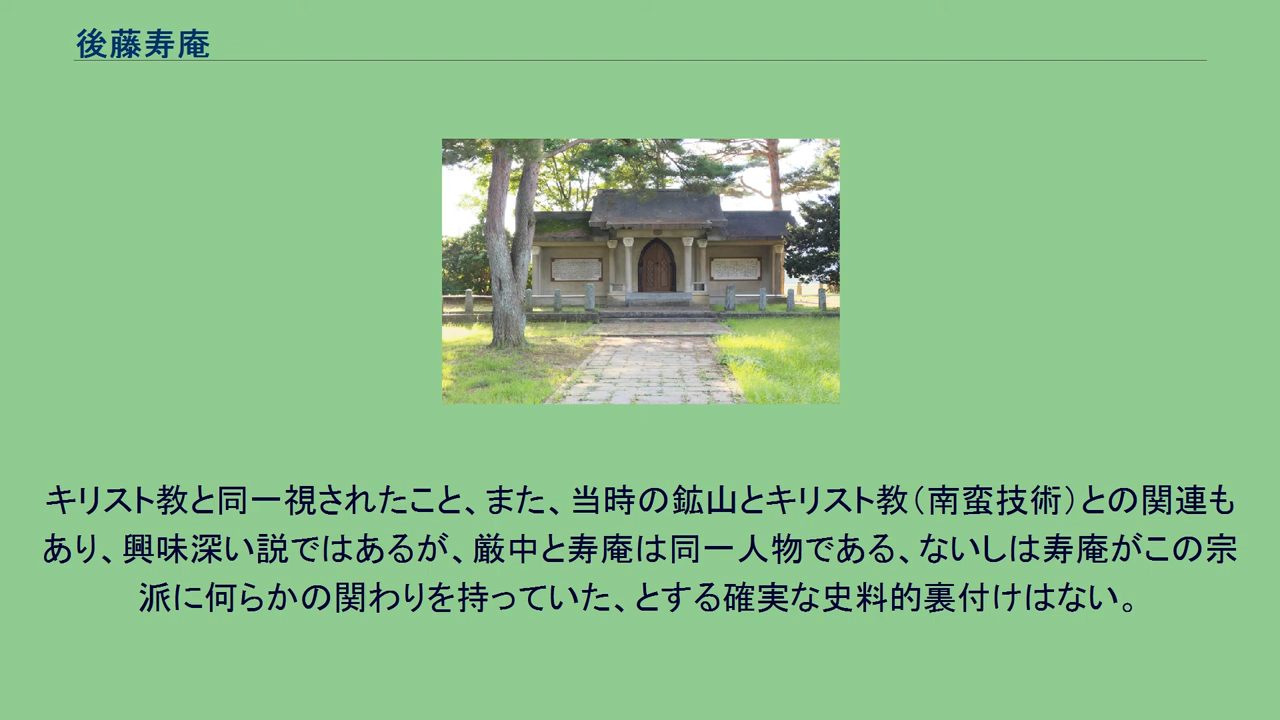 後藤寿庵
キリスト教と同一視されたこと、また、当時の鉱山とキリスト教（南蛮技術）との関連も
あり、興味深い説ではあるが、厳中と寿庵は同一人物である、ないしは寿庵がこの宗
派に何らかの関わりを持っていた、とする確実な史料的裏付けはない。